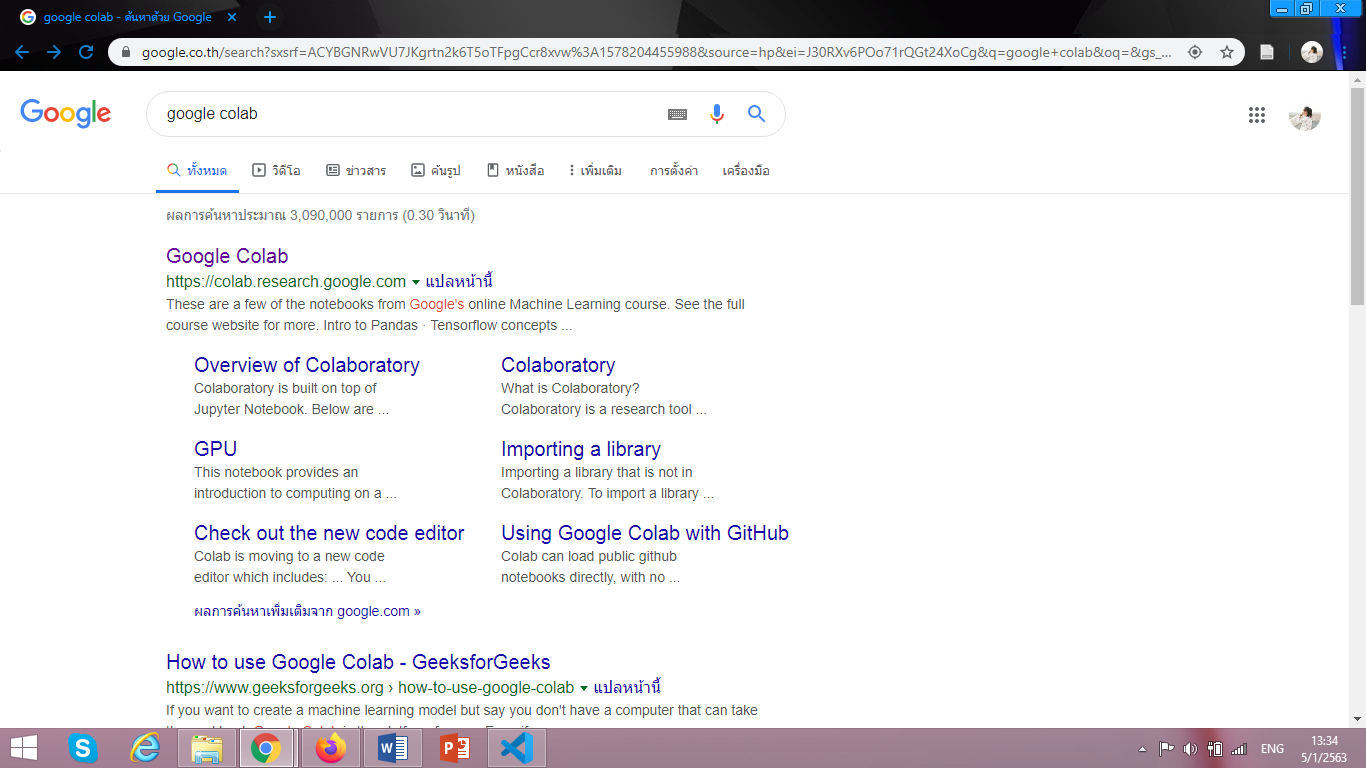 google colab - ค้นหาด้วย Google
google.co.th/search?sxsrf=ACYBGNRwVU7JKgrtn2k6T5oTFpgCcr8xvw%3A1578204455988&source=hp&ei=J30RXv6POo71rQGt24XoCg&q=google+colab&oq=&gs_...
Google
google colab
ทั้งหมด วิดีโอ ข่าวสาร ค้นรูป หนังสือ เพิ่มเติม การตั้งค่า เครื่องมือ
ผลการค้นหาประมาณ 3,090,000 รายการ (0.30 วินาที)
Google Colab
https://colab.research.google.com แปลหน้านี้
These are a few of the notebooks from Google's online Machine Learning course. See the full
course website for more. Intro to Pandas · Tensorflow concepts ...
Overview of Colaboratory
Colaboratory is built on top of
Jupyter Notebook. Below are ...
Colaboratory
What is Colaboratory?
Colaboratory is a research tool ...
GPU
This notebook provides an
introduction to computing on a ...
Importing a library
Importing a library that is not in
Colaboratory. To import a library ...
Check out the new code editor
Colab is moving to a new code
editor which includes: ... You ...
Using Google Colab with GitHub
Colab can load public github
notebooks directly, with no ...
ผลการค้นหาเพิ่มเติมจาก google.com »
How to use Google Colab - GeeksforGeeks
https://www.geeksforgeeks.org › how-to-use-google-colab แปลหน้านี้
If you want to create a machine learning model but say you don't have a computer that can take
ENG
13:34
5/1/2563